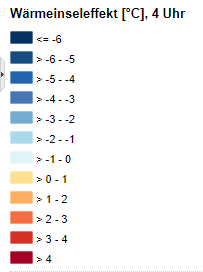 Wärmeinseleffekt [°C], 4 Uhr
<= -6
> -6 - -5
> -5 - -4
> -4 - -3
> -3 - -2
> -2 - -1
> -1 - 0
> 0 - 1
> 1 - 2
> 2 - 3
> 3 - 4
> 4